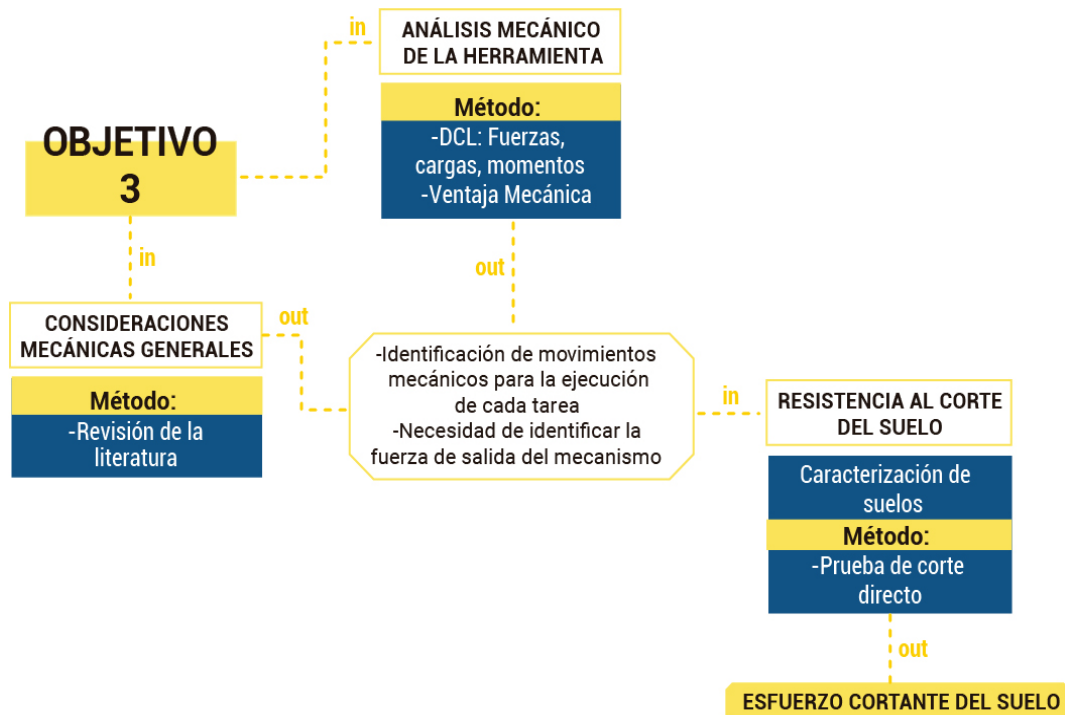 in
ANÁLISIS MECÁNICO
DE LA HERRAMIENTA
Método:
-DCL: Fuerzas,
cargas, momentos
-Ventaja Mecánica
OBJETIVO
3
in
out
out
CONSIDERACIONES
MECÁNICAS GENERALES
Método:
-Revisión de la
literatura
-Identificación de movimientos
mecánicos para la ejecución
de cada tarea
-Necesidad de identificar la
fuerza de salida del mecanismo
in
RESISTENCIA AL CORTE
DEL SUELO
Caracterización de
suelos
Método:
-Prueba de corte
directo
out
ESFUERZO CORTANTE DEL SUELO